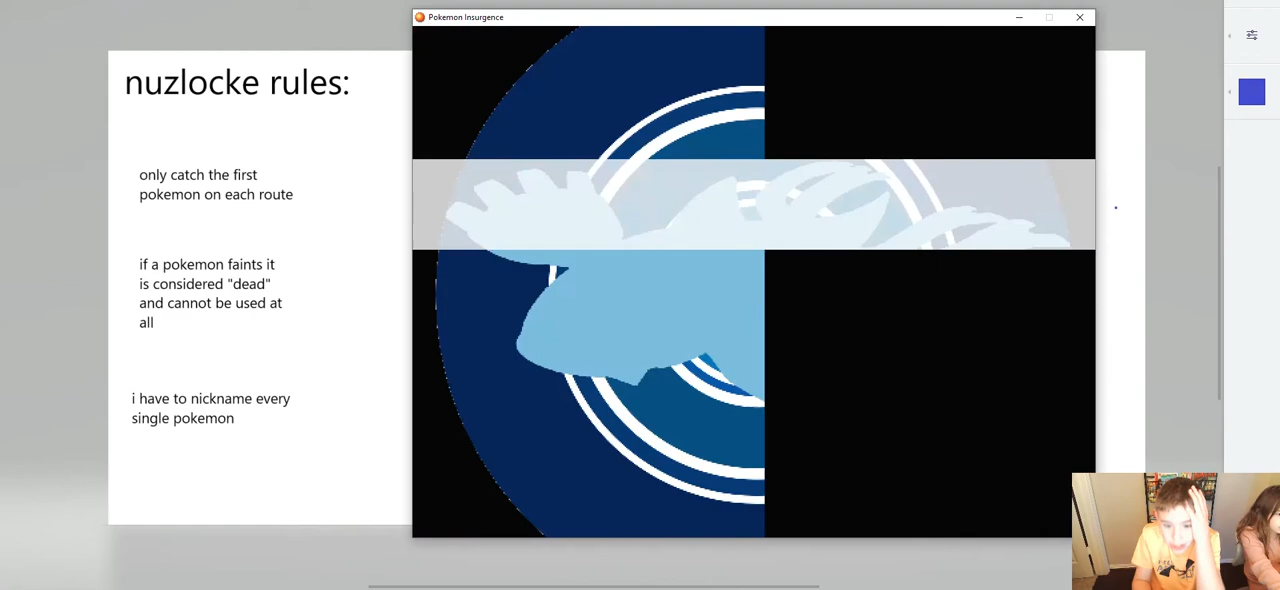 Pokemon Insurgence
nuzlocke rules:
only catch the first
pokemon on each route
if a pokemon faints it
is considered "dead"
and cannot be used at
all
i have to nickname every
single pokemon